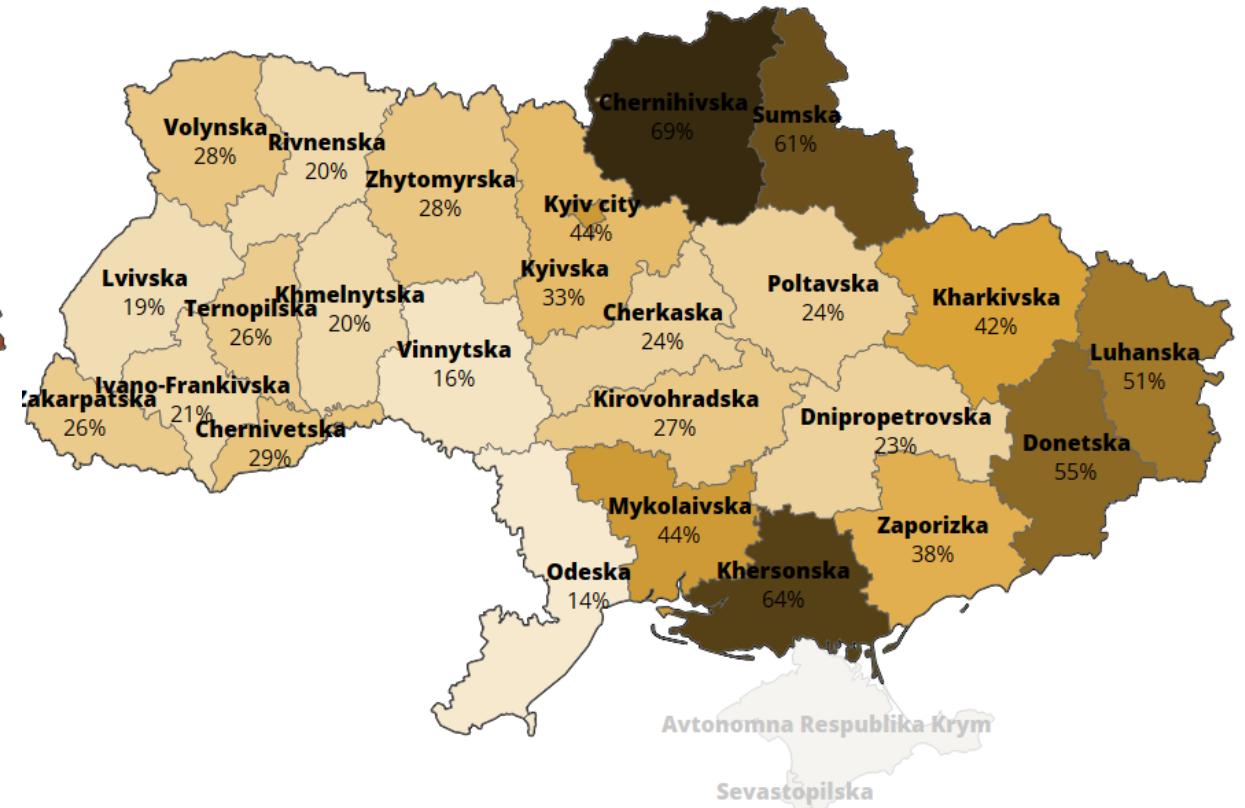 Chernihivska
69%
Sumska
61%
Volynska
28%
Rivnenska
20%
Zhytomyrska
28%
Kyiv city
44%
Kyivska
33%
Lvivska
19%
Ternopilska
26%
Khmelnytska
20%
Cherkaska
24%
Poltavska
24%
Kharkivska
42%
Luhanska
51%
Vinnytska
16%
Ivano-Frankivska
21%
Zakarpatska
26%
Chernivetska
29%
Kirovohradska
27%
Dnipropetrovska
23%
Donetska
55%
Mykolaivska
44%
Zaporizka
38%
Odeska
14%
Khersonska
64%
Avtonomna Respublika Krym
Sevastopilska